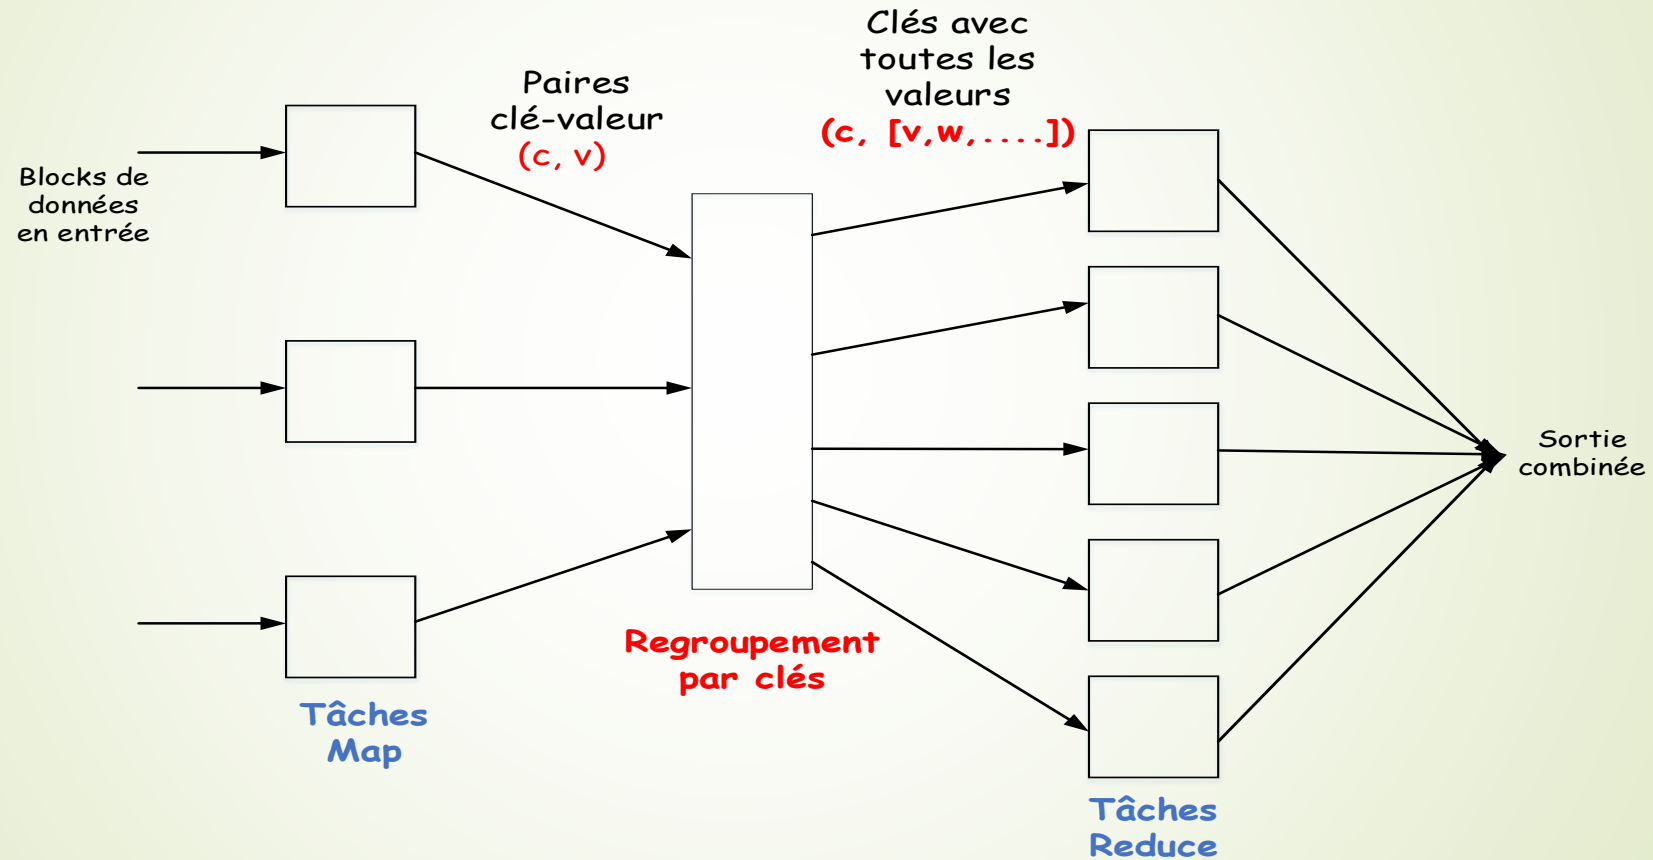 Blocks de
données
en entrée
Paires
clé-valeur
(c, v)
Clés avec
toutes les
valeurs
(c, [v,w,....])
Regroupement
par clés
Tâches
Map
Tâches
Reduce
Sortie
combinée